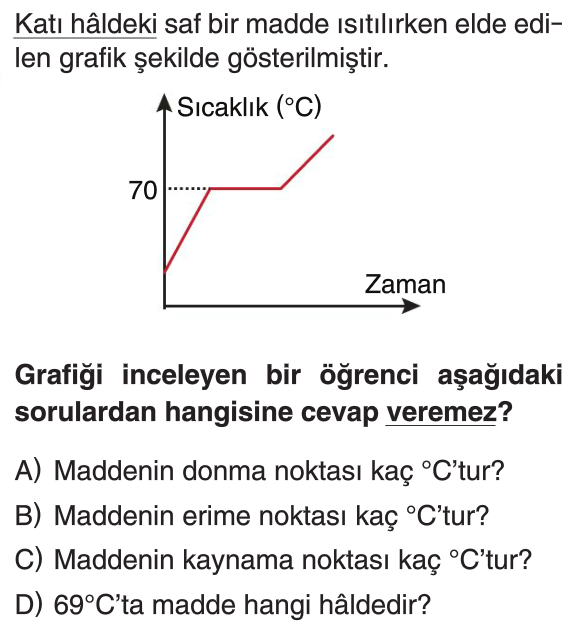 Katı hâldeki saf bir madde ısıtılırken elde edi-
len grafik şekilde gösterilmiştir.
Sıcaklık (°C)
70
Zaman
Grafiği inceleyen bir öğrenci aşağıdaki
sorulardan hangisine cevap veremez?
A) Maddenin donma noktası kaç °C'tur?
B) Maddenin erime noktası kaç °C'tur?
C) Maddenin kaynama noktası kaç °C'tur?
D) 69°C'ta madde hangi hâldedir?